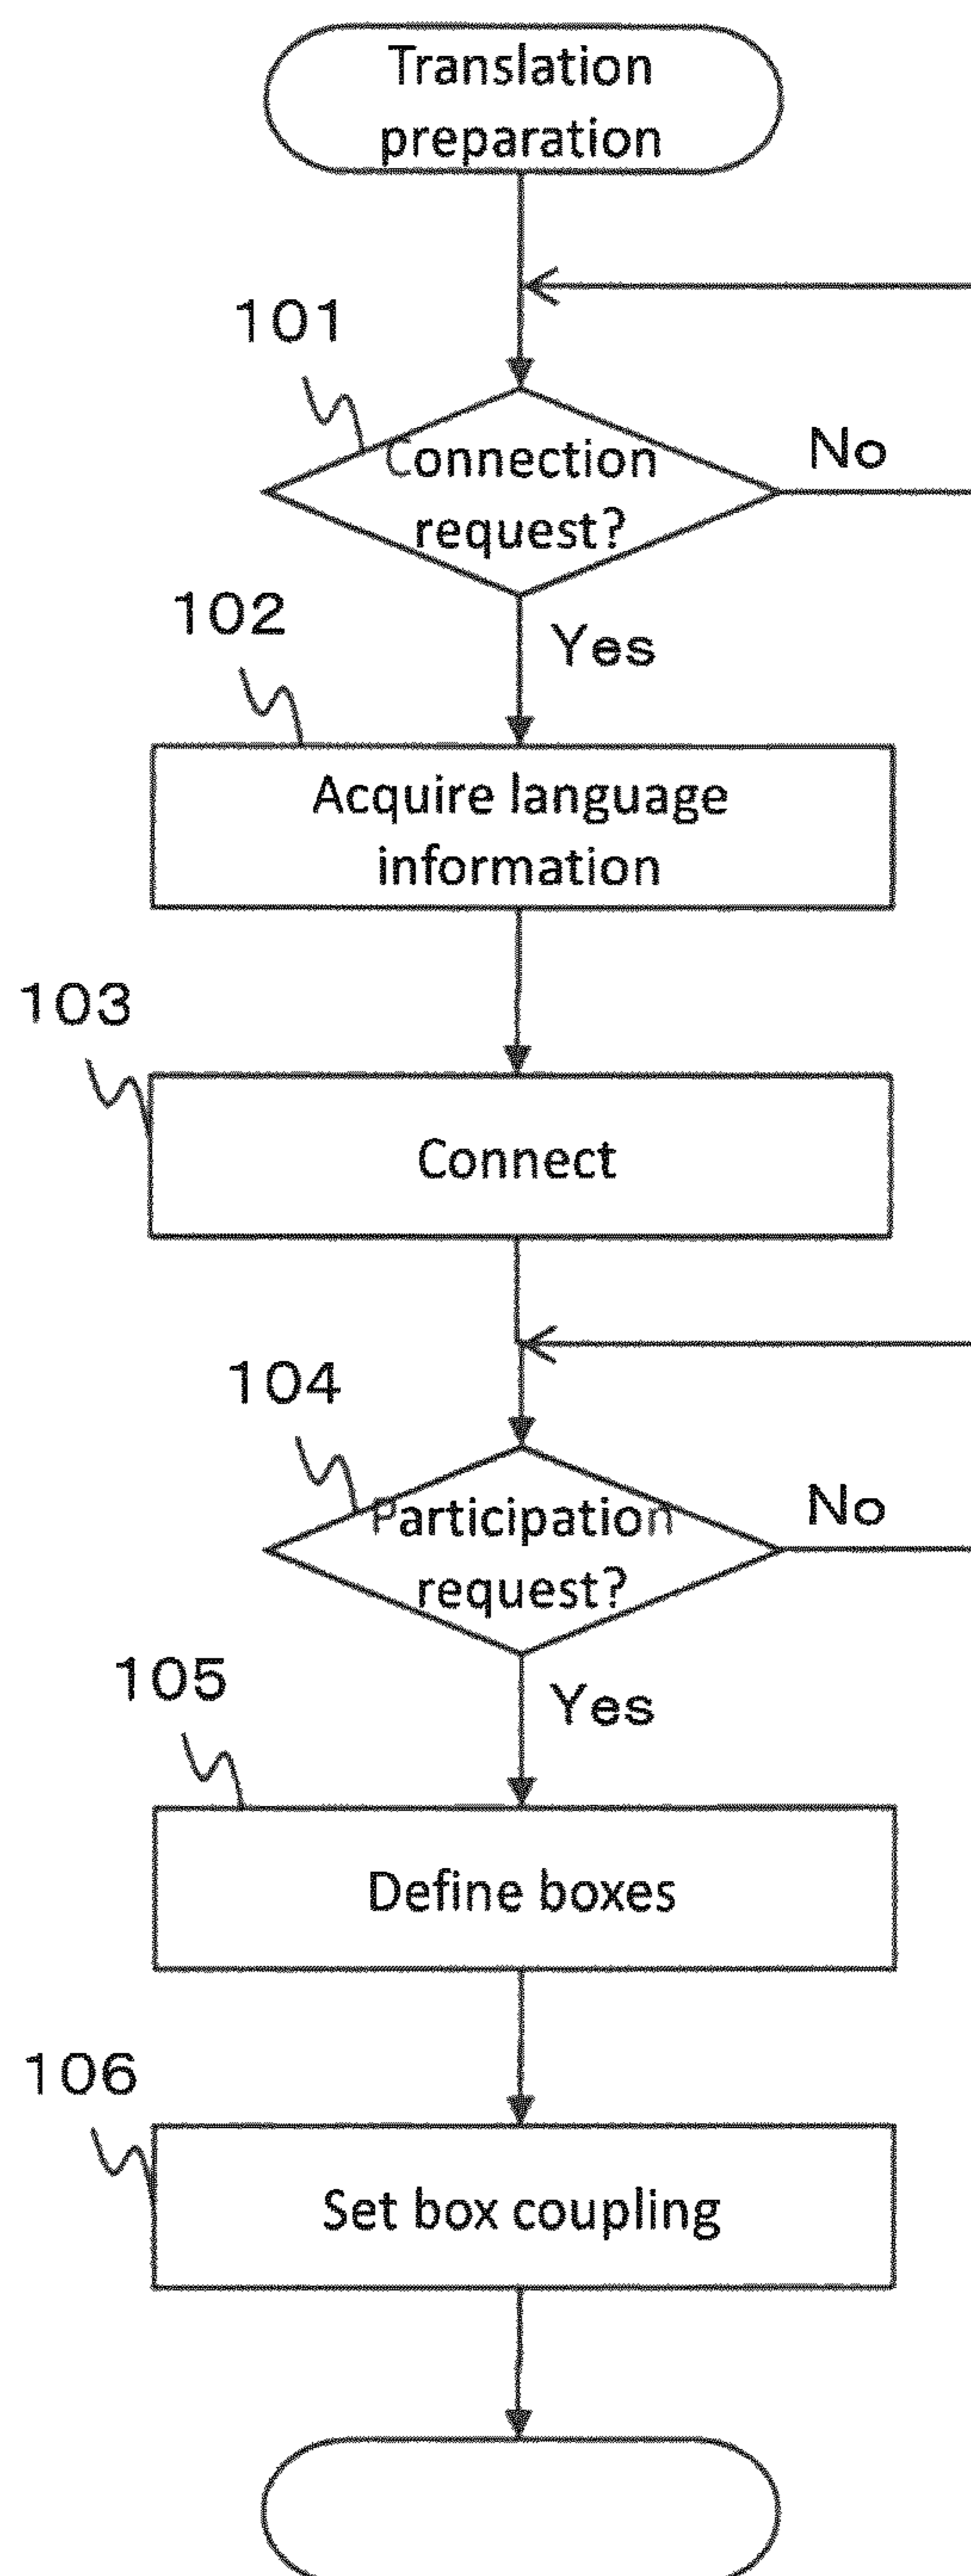 Translation
preparation
101
Connection
request?
No
Yes
102
Acquire language
information
103
Connect
104
Participation
request?
No
Yes
105
Define boxes
106
Set box coupling